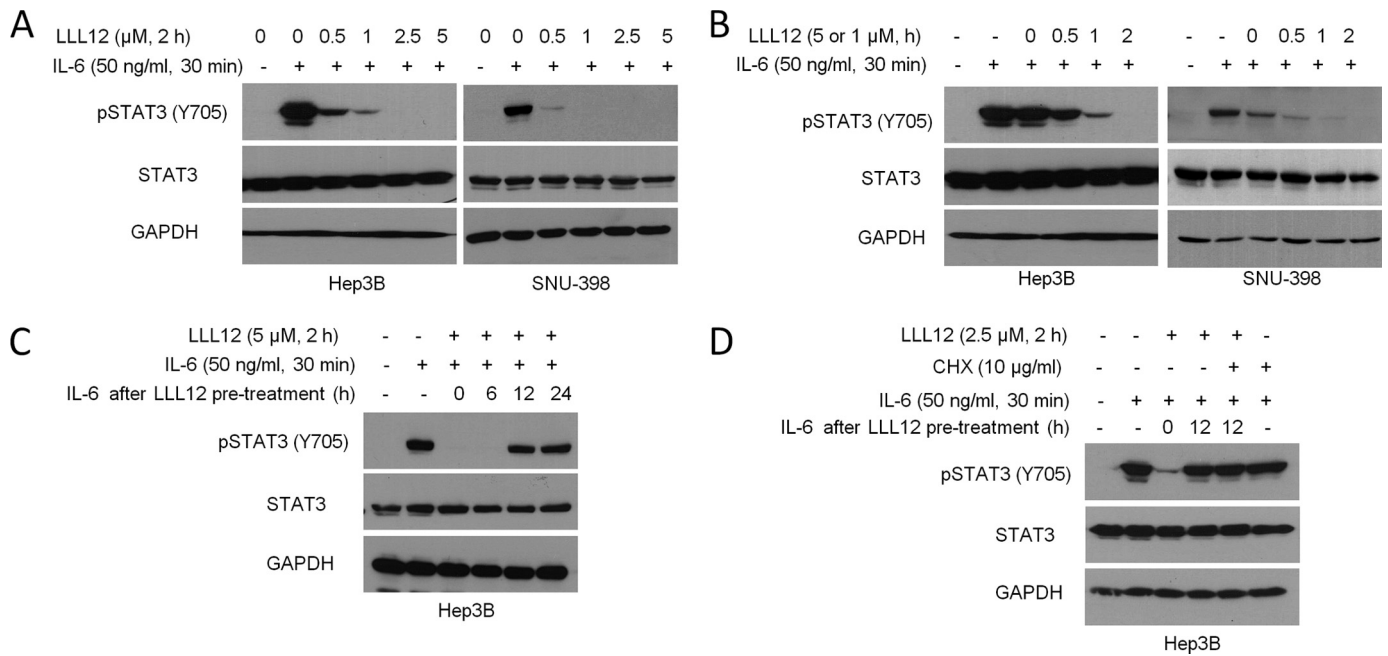 A
LLL12 (µM, 2 h) 0 0 0.5 1 2.5 5 0 0 0.5 1 2.5 5
IL-6 (50 ng/ml, 30 min) - + + + + + - + + + + +
pSTAT3 (Y705)
STAT3
GAPDH
Hep3B SNU-398
B
LLL12 (5 or 1 µM, h) - - 0 0.5 1 2 - - 0 0.5 1 2
IL-6 (50 ng/ml, 30 min) - + + + + + - + + + + +
pSTAT3 (Y705)
STAT3
GAPDH
Hep3B SNU-398
C
LLL12 (5 µM, 2 h) - - + + + +
IL-6 (50 ng/ml, 30 min) - + + + + +
IL-6 after LLL12 pre-treatment (h) - - 0 6 12 24
pSTAT3 (Y705)
STAT3
GAPDH
Hep3B
D
LLL12 (2.5 µM, 2 h) - - + + + -
CHX (10 µg/ml) - - - - + +
IL-6 (50 ng/ml, 30 min) - + + + + +
IL-6 after LLL12 pre-treatment (h) - - 0 12 12 -
pSTAT3 (Y705)
STAT3
GAPDH
Hep3B